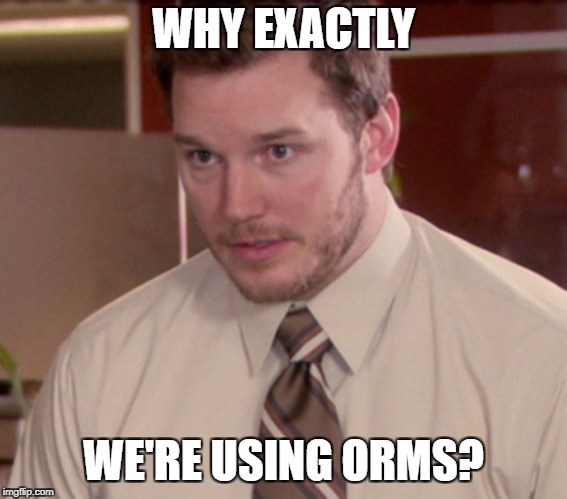 WHY EXACTLY
WE'RE USING ORMS?
imgflip.com